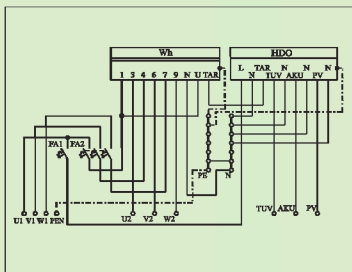 Wh
HDO
1 3 4 6 7 9 N U TAR
L TAR N N N
N TUV AKU PV
FA1 FA2
PE N
U1 V1 W1 PEN
U2 V2 W2
TUV AKU PV